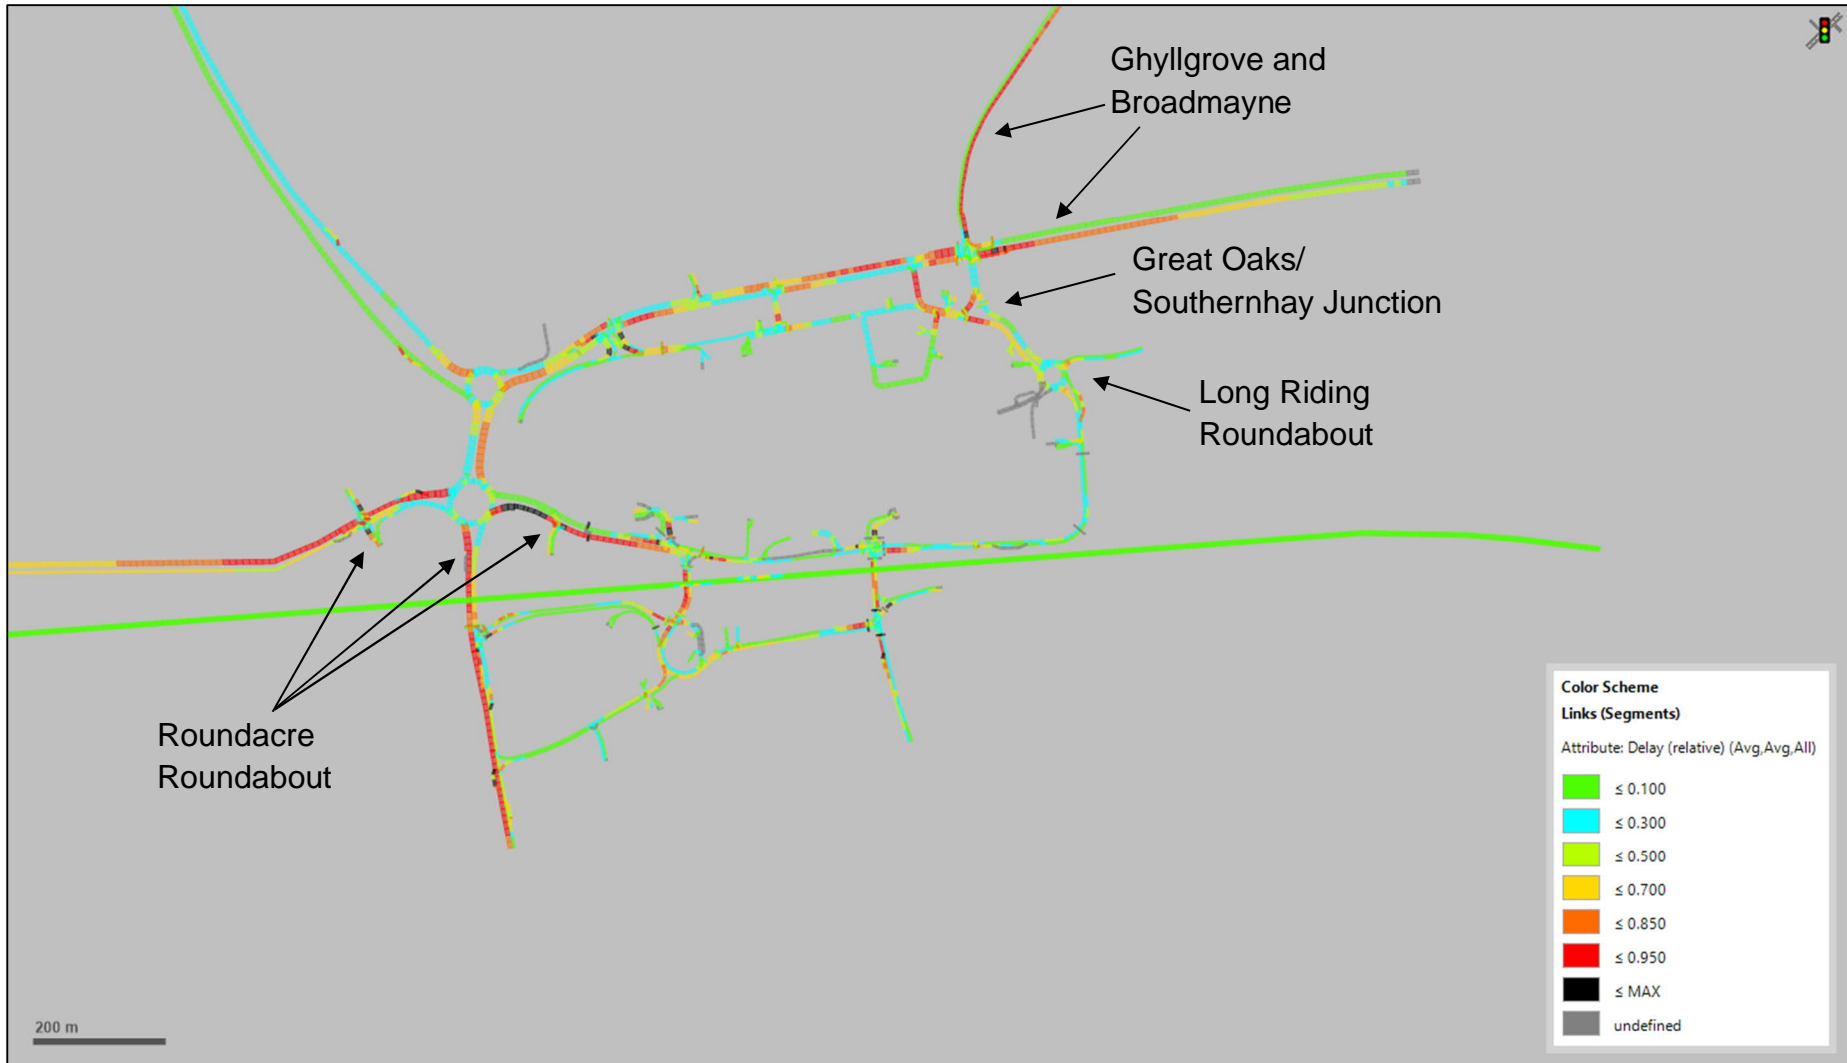 Ghyllgrove and
Broadmayne
Great Oaks/
Southernhay Junction
Long Riding
Roundabout
Roundacre
Roundabout
Color Scheme
Links (Segments)
Attribute: Delay (relative) (Avg,Avg,All)
≤ 0.100
≤ 0.300
≤ 0.500
≤ 0.700
≤ 0.850
≤ 0.950
≤ MAX
undefined
200 m